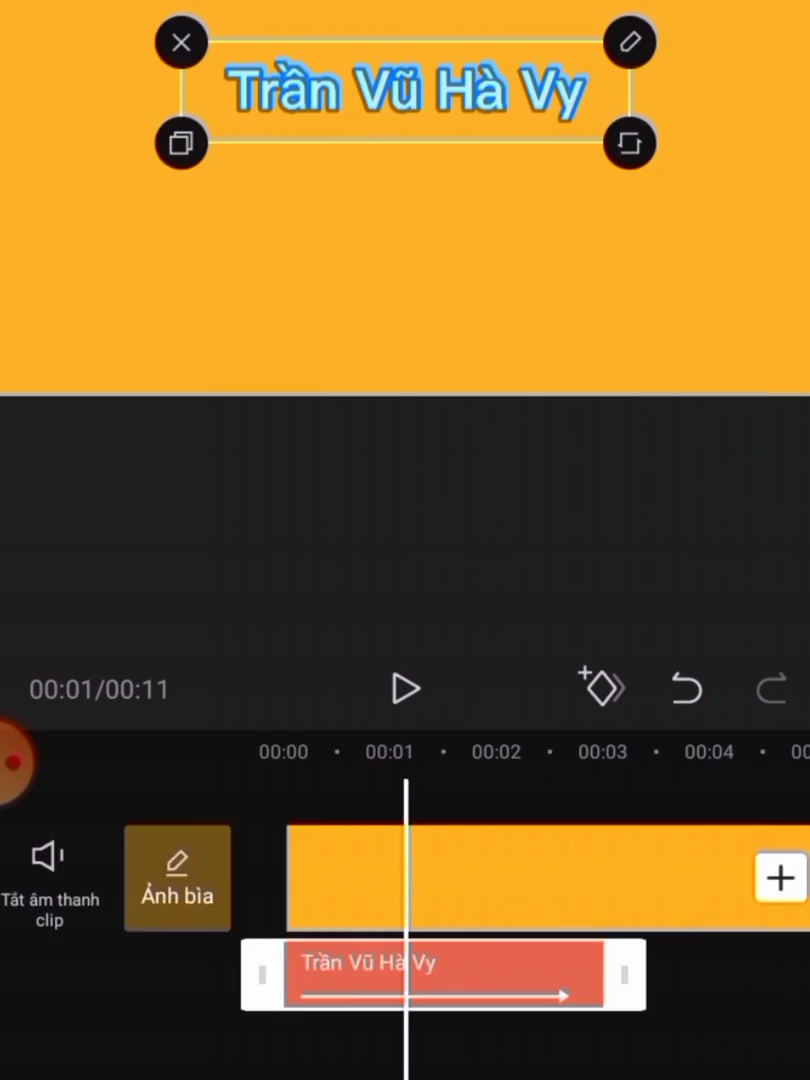 Trần Vũ Hà Vy
00:01/00:11
00:00 00:01 00:02 00:03 00:04
Tắt âm thanh
clip
Ảnh bìa
Trần Vũ Hà Vy